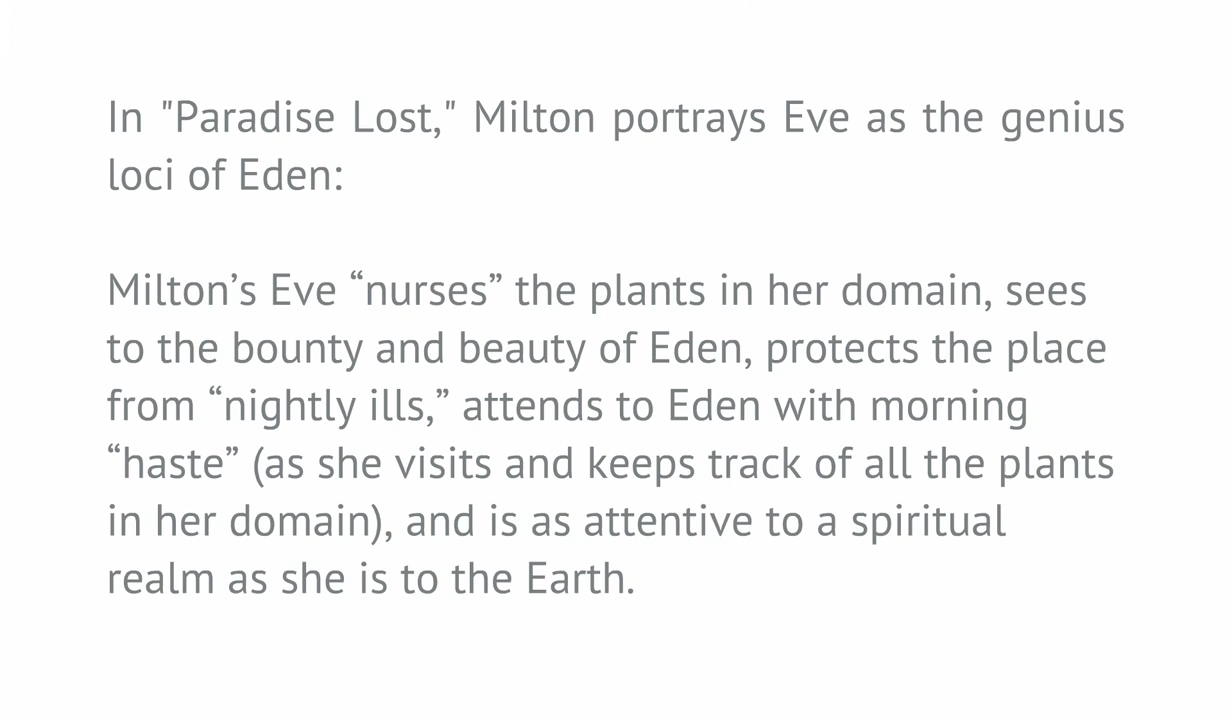 In "Paradise Lost," Milton portrays Eve as the genius
loci of Eden:
Milton’s Eve “nurses” the plants in her domain, sees
to the bounty and beauty of Eden, protects the place
from “nightly ills,” attends to Eden with morning
“haste” (as she visits and keeps track of all the plants
in her domain), and is as attentive to a spiritual
realm as she is to the Earth.